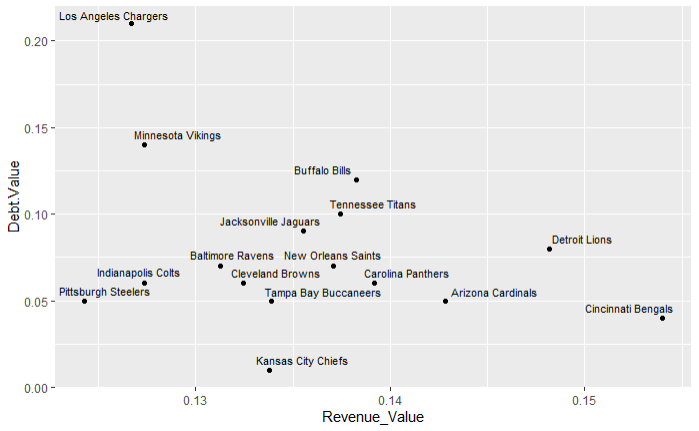 Los Angeles Chargers
0.20
Minnesota Vikings
0.15
Buffalo Bills
Tennessee Titans
Jacksonville Jaguars
0.10
Detroit Lions
Baltimore Ravens
New Orleans Saints
Indianapolis Colts
Cleveland Browns
Carolina Panthers
Pittsburgh Steelers
Tampa Bay Buccaneers
Arizona Cardinals
0.05
Cincinnati Bengals
Kansas City Chiefs
0.00
Debt.Value
0.13
0.14
0.15
Revenue_Value